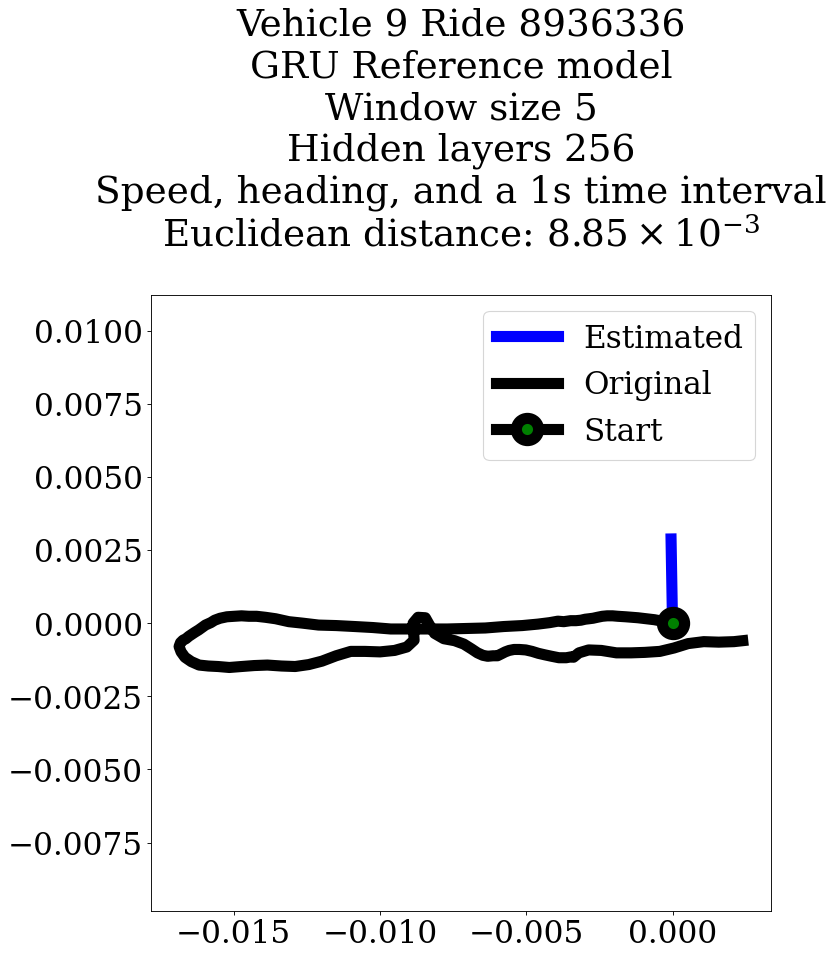 Vehicle 9 Ride 8936336
GRU Reference model
Window size 5
Hidden layers 256
Speed, heading, and a 1s time interval
Euclidean distance: 8.85 × 10⁻³
Estimated
Original
Start
0.0100
0.0075
0.0050
0.0025
0.0000
−0.0025
−0.0050
−0.0075
−0.015 −0.010 −0.005 0.000